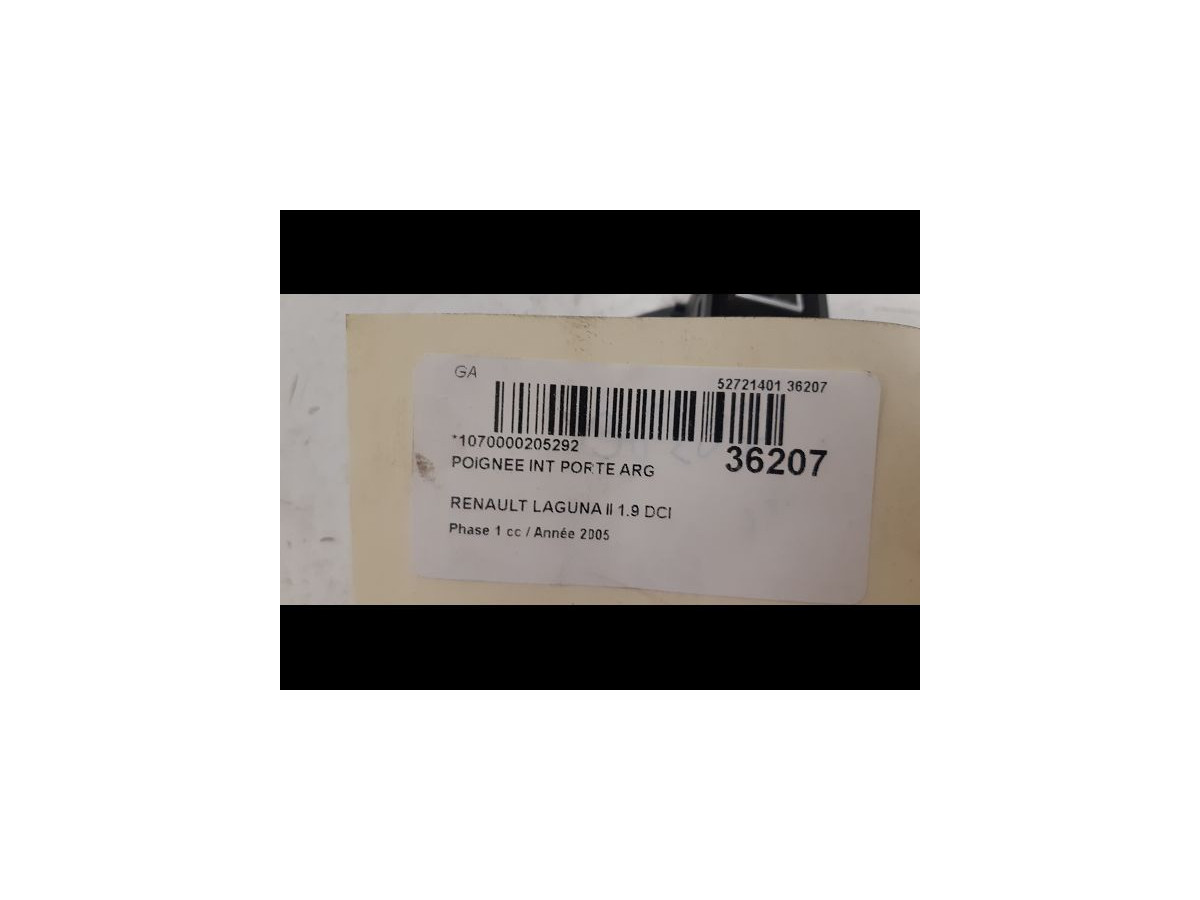 GA
52721401 36207
*1070000205292
36207
POIGNEE INT PORTE ARG
RENAULT LAGUNA II 1.9 DCI
Phase 1 cc / Année 2005